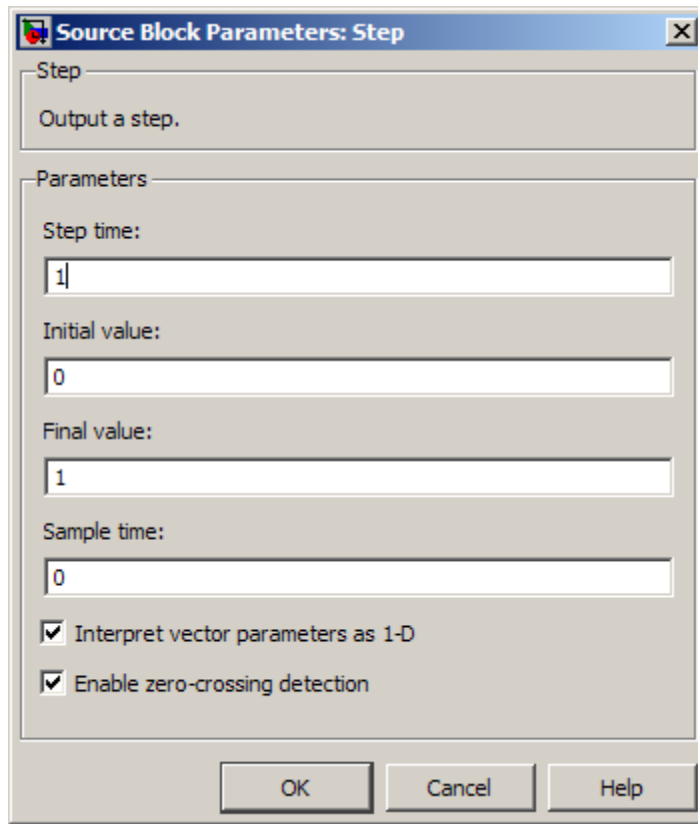 Source Block Parameters: Step
Step
Output a step.
Parameters
Step time:
1
Initial value:
0
Final value:
1
Sample time:
0
Interpret vector parameters as 1-D
Enable zero-crossing detection
OK Cancel Help